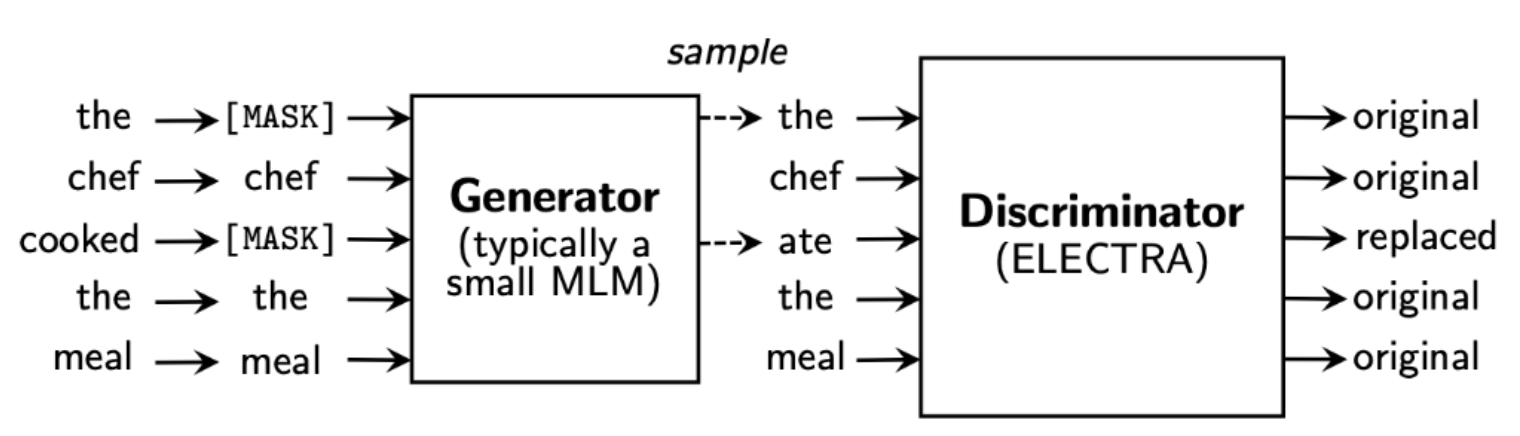 sample
the [MASK] the original
chef chef chef original
cooked [MASK] ate replaced
the the the original
meal meal meal original
Generator
(typically a
small MLM)
Discriminator
(ELECTRA)